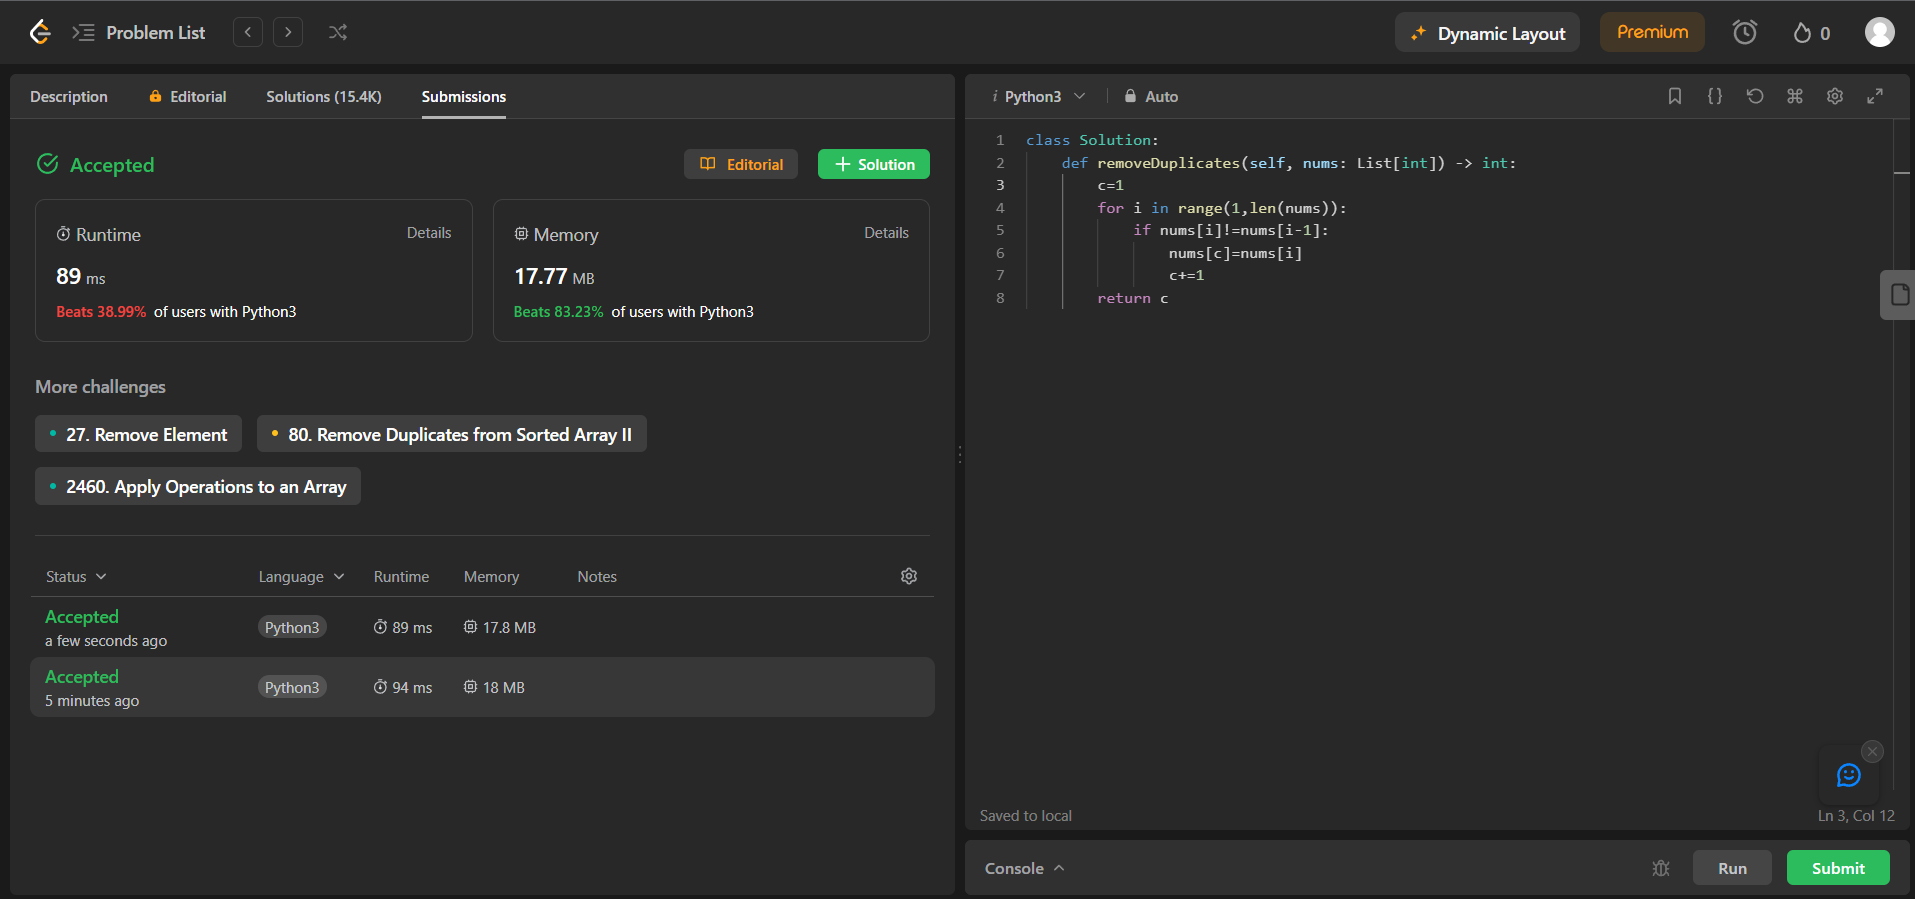 Problem List
Dynamic Layout
Premium
0
Description Editorial Solutions (15.4K) Submissions
Accepted
Editorial
Solution
Runtime Details
89 ms
Beats 38.99% of users with Python3
Memory Details
17.77 MB
Beats 83.23% of users with Python3
More challenges
27. Remove Element
80. Remove Duplicates from Sorted Array II
2460. Apply Operations to an Array
Status Language Runtime Memory Notes
Accepted
a few seconds ago
Python3 89 ms 17.8 MB
Accepted
5 minutes ago
Python3 94 ms 18 MB
i Python3 Auto
1 class Solution:
2 def removeDuplicates(self, nums: List[int]) -> int:
3 c=1
4 for i in range(1,len(nums)):
5 if nums[i]!=nums[i-1]:
6 nums[c]=nums[i]
7 c+=1
8 return c
Saved to local
Ln 3, Col 12
Console
Run
Submit